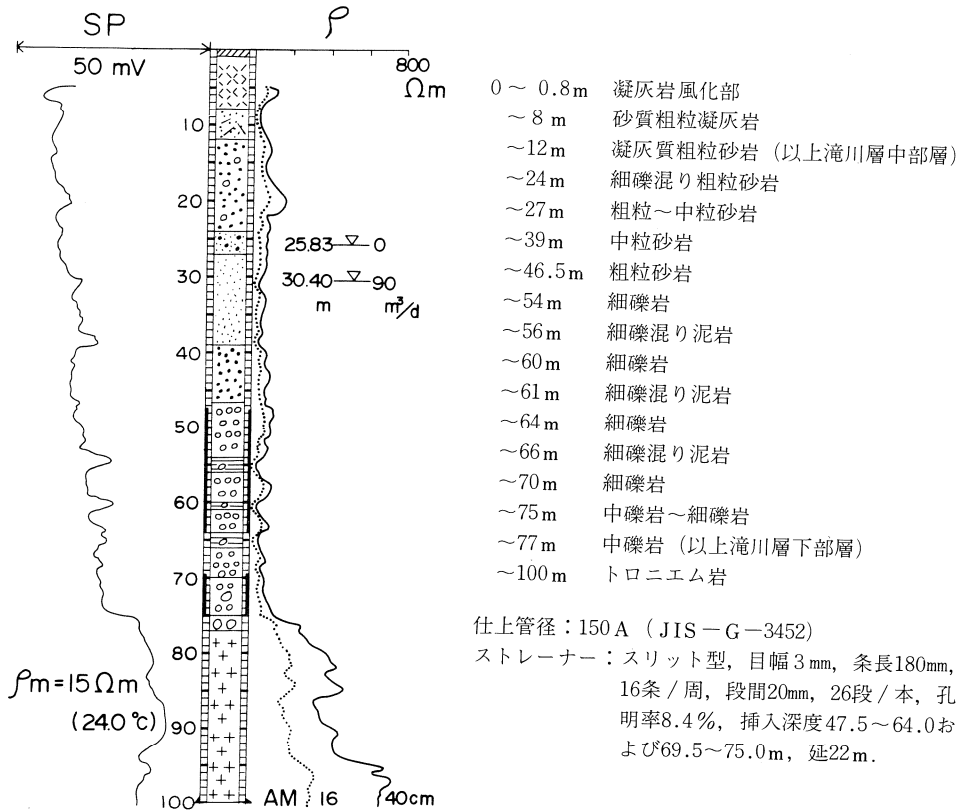 SP
ρ
50 mV
800
Ωm
10
20
30
40
50
60
70
80
90
100
25.83 ▽ 0
30.40 ▽ 90
m m³/d
ρm=15Ωm
(24.0 ℃)
AM 16 40cm
0 ～ 0.8m 凝灰岩風化部
～ 8 m 砂質粗粒凝灰岩
～12m 凝灰質粗粒砂岩（以上滝川層中部層）
～24m 細礫混り粗粒砂岩
～27m 粗粒～中粒砂岩
～39m 中粒砂岩
～46.5m 粗粒砂岩
～54m 細礫岩
～56m 細礫混り泥岩
～60m 細礫岩
～61m 細礫混り泥岩
～64m 細礫岩
～66m 細礫混り泥岩
～70m 細礫岩
～75m 中礫岩～細礫岩
～77m 中礫岩（以上滝川層下部層）
～100m トロニエム岩
仕上管径：150A （JIS－G－3452）
ストレーナー：スリット型，目幅3㎜，条長180㎜，
16条／周，段間20㎜，26段／本，孔
明率8.4％，挿入深度47.5～64.0お
よび69.5～75.0m，延22m．